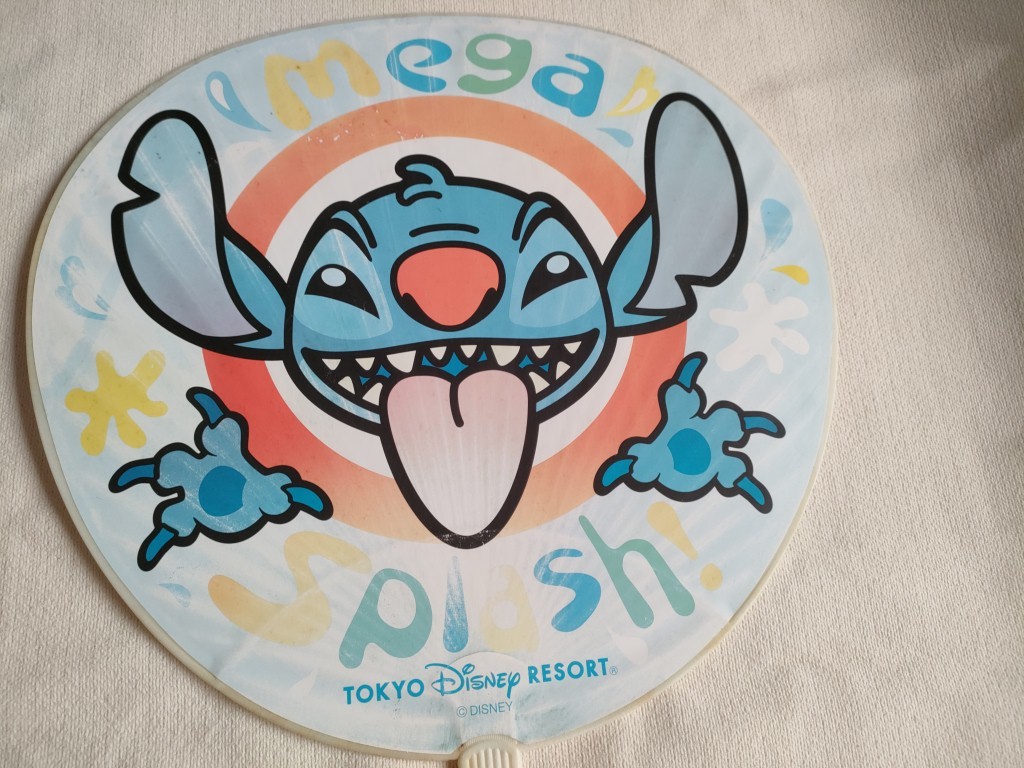 mega
Splash!
TOKYO Disney RESORT®
© DISNEY